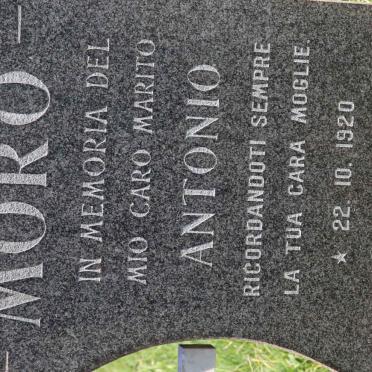 MORO
IN MEMORIA DEL
MIO CARO MARITO
ANTONIO
RICORDANDOTI SEMPRE
LA TUA CARA MOGLIE
★ 22. 10. 1920